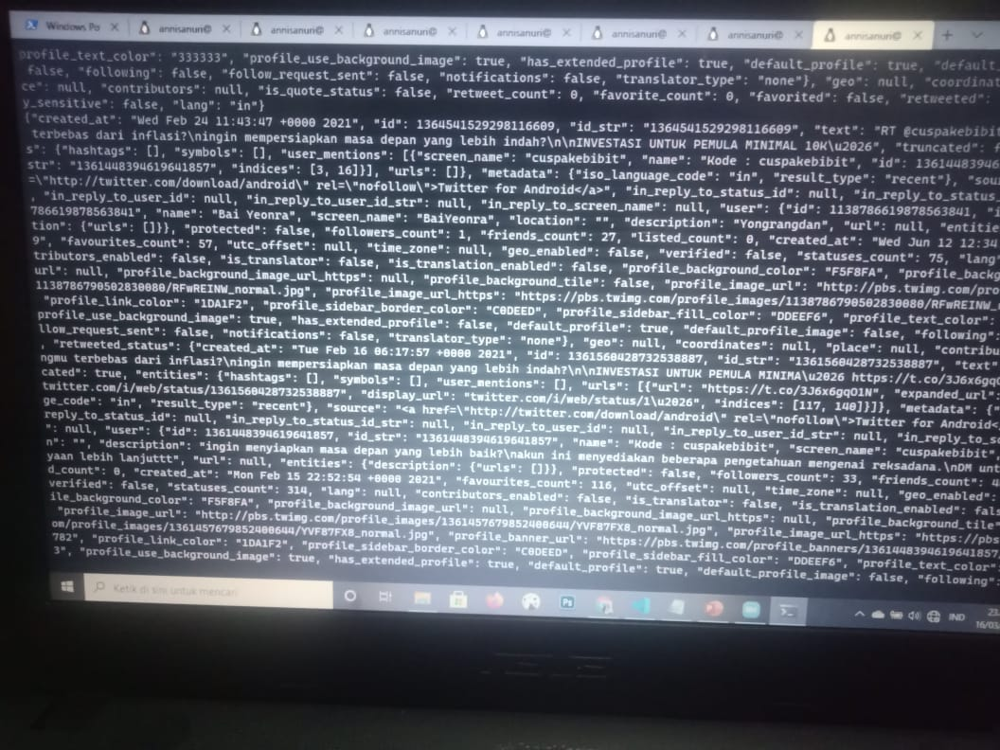 Windows Po
annisanuri@
annisanuri@
annisanuri@
annisanuri@
annisanuri@
annisanuri@
annisanuri@
profile_text_color": "333333", "profile_use_background_image": true, "has_extended_profile": true, "default_profile": true, "default_
false, "following": false, "follow_request_sent": false, "notifications": false, "translator_type": "none"}, "geo": null, "coordinat
ce": null, "contributors": null, "is_quote_status": false, "retweet_count": 0, "favorite_count": 0, "favorited": false, "retweeted":
y_sensitive": false, "lang": "in"}
{"created_at": "Wed Feb 24 11:43:47 +0000 2021", "id": 1364541529298116609, "id_str": "1364541529298116609", "text": "RT @cuspakebibit
terbebas dari inflasi?\ningin mempersiapkan masa depan yang lebih indah?\n\nINVESTASI UNTUK PEMULA MINIMAL 10K\u2026", "truncated": f
s": {"hashtags": [], "symbols": [], "user_mentions": [{"screen_name": "cuspakebibit", "name": "Kode : cuspakebibit", "id": 13614483946
str": "1361448394619641857", "indices": [3, 16]}], "urls": []}, "metadata": {"iso_language_code": "in", "result_type": "recent"}, "sou
=\"http://twitter.com/download/android\" rel=\"nofollow\">Twitter for Android</a>", "in_reply_to_status_id": null, "in_reply_to_status_
, "in_reply_to_user_id": null, "in_reply_to_user_id_str": null, "in_reply_to_screen_name": null, "user": {"id": 1138786619878563841, "i
786619878563841", "name": "Bai Yeonra", "screen_name": "BaiYeonra", "location": "", "description": "Yongrangdan", "url": null, "entitie
tion": {"urls": []}}, "protected": false, "followers_count": 1, "friends_count": 27, "listed_count": 0, "created_at": "Wed Jun 12 12:34
9", "favourites_count": 57, "utc_offset": null, "time_zone": null, "geo_enabled": false, "verified": false, "statuses_count": 75, "lang
tributors_enabled": false, "is_translator": false, "is_translation_enabled": false, "profile_background_color": "F5F8FA", "profile_backg
url": null, "profile_background_image_url_https": null, "profile_background_tile": false, "profile_image_url": "http://pbs.twimg.com/pro
1138786790502830080/RFwREINW_normal.jpg", "profile_image_url_https": "https://pbs.twimg.com/profile_images/1138786790502830080/RFwREINW_
"profile_link_color": "1DA1F2", "profile_sidebar_border_color": "C0DEED", "profile_sidebar_fill_color": "DDEEF6", "profile_text_color":
profile_use_background_image": true, "has_extended_profile": false, "default_profile": true, "default_profile_image": false, "following":
llow_request_sent": false, "notifications": false, "translator_type": "none"}, "geo": null, "coordinates": null, "place": null, "contribu
, "retweeted_status": {"created_at": "Tue Feb 16 06:17:57 +0000 2021", "id": 1361560428732538887, "id_str": "1361560428732538887", "text"
ngmu terbebas dari inflasi?\ningin mempersiapkan masa depan yang lebih indah?\n\nINVESTASI UNTUK PEMULA MINIMA\u2026 https://t.co/3J6x6gqO
cated": true, "entities": {"hashtags": [], "symbols": [], "user_mentions": [], "urls": [{"url": "https://t.co/3J6x6gqO1N", "expanded_url"
twitter.com/i/web/status/1361560428732538887", "display_url": "twitter.com/i/web/status/1\u2026", "indices": [117, 140]}]}, "metadata": {"
ge_code": "in", "result_type": "recent"}, "source": "<a href=\"http://twitter.com/download/android\" rel=\"nofollow\">Twitter for Android<
reply_to_status_id": null, "in_reply_to_status_id_str": null, "in_reply_to_user_id": null, "in_reply_to_user_id_str": null, "in_reply_to_sc
": null, "user": {"id": 1361448394619641857, "id_str": "1361448394619641857", "name": "Kode : cuspakebibit", "screen_name": "cuspakebibit",
n": "", "description": "ingin menyiapkan masa depan yang lebih baik?\nakun ini menyediakan beberapa pengetahuan mengenai reksadana.\nDM unt
yaan lebih lanjuttt", "url": null, "entities": {"description": {"urls": []}}, "protected": false, "followers_count": 33, "friends_count": 4
d_count": 0, "created_at": "Mon Feb 15 22:52:54 +0000 2021", "favourites_count": 116, "utc_offset": null, "time_zone": null, "geo_enabled":
verified": false, "statuses_count": 314, "lang": null, "contributors_enabled": false, "is_translator": false, "is_translation_enabled": fals
ile_background_color": "F5F8FA", "profile_background_image_url": null, "profile_background_image_url_https": null, "profile_background_tile"
"profile_image_url": "http://pbs.twimg.com/profile_images/1361457679852400644/YVF87FX8_normal.jpg", "profile_image_url_https": "https://pbs
om/profile_images/1361457679852400644/YVF87FX8_normal.jpg", "profile_banner_url": "https://pbs.twimg.com/profile_banners/1361448394619641857
782", "profile_link_color": "1DA1F2", "profile_sidebar_border_color": "C0DEED", "profile_sidebar_fill_color": "DDEEF6", "profile_text_color":
3", "profile_use_background_image": true, "has_extended_profile": true, "default_profile": true, "default_profile_image": false, "following":
Ketik di sini untuk mencari
Ps
IND
23.
16/03